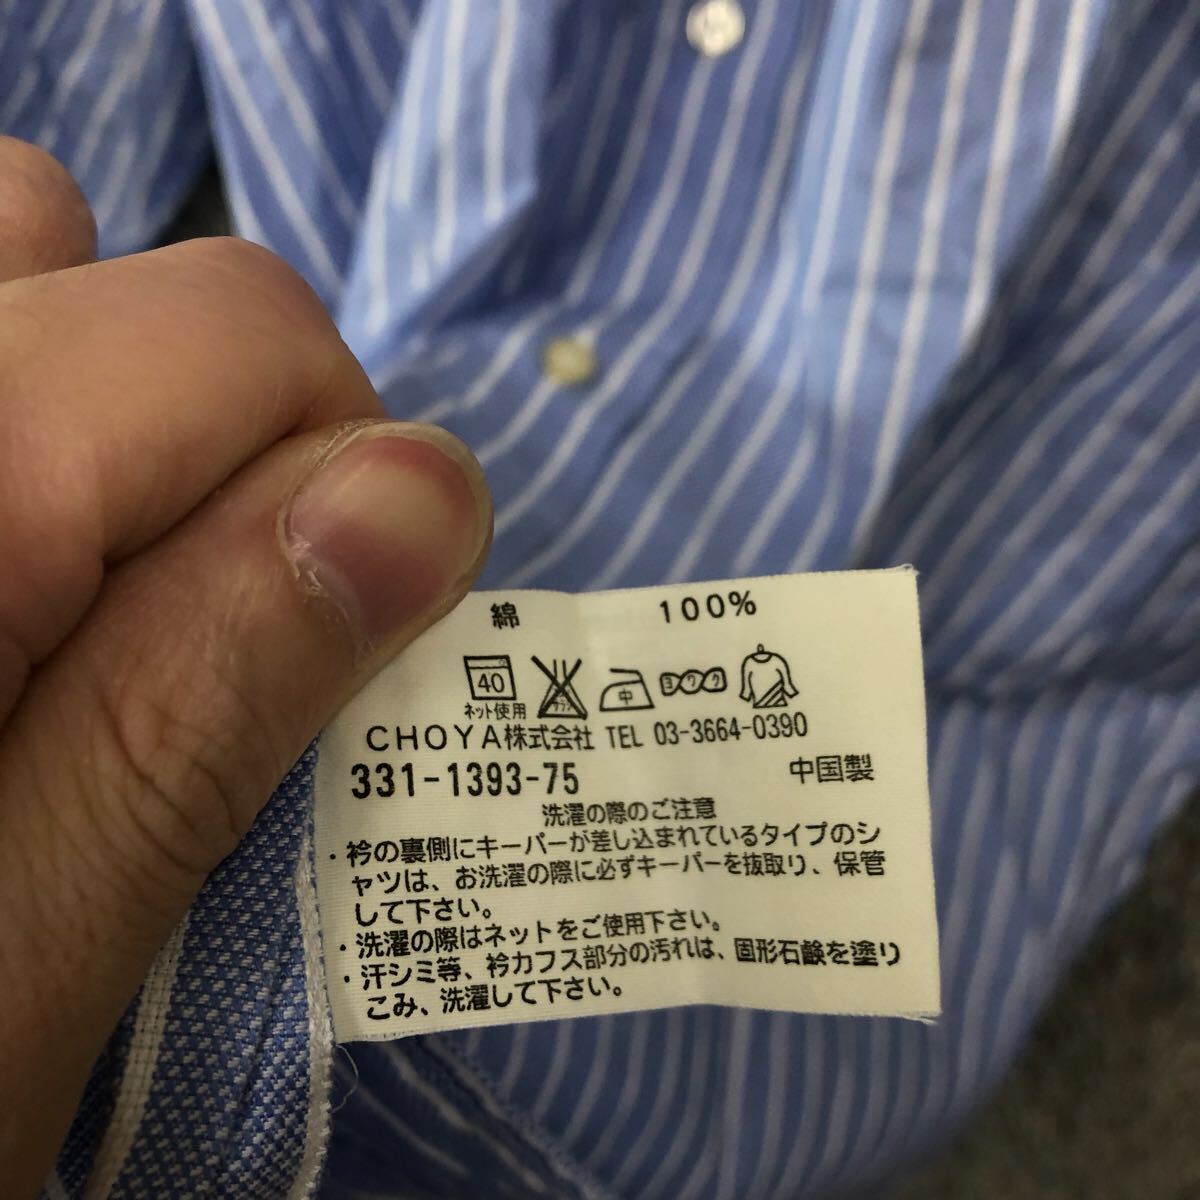 綿 100%
40 中 ヨワク
ネット使用
CHOYA株式会社 TEL 03-3664-0390
331-1393-75 中国製
洗濯の際のご注意
・衿の裏側にキーパーが差し込まれているタイプのシ
ャツは、お洗濯の際に必ずキーパーを抜取り、保管
して下さい。
・洗濯の際はネットをご使用下さい。
・汗シミ等、衿カフス部分の汚れは、固形石鹸を塗り
こみ、洗濯して下さい。